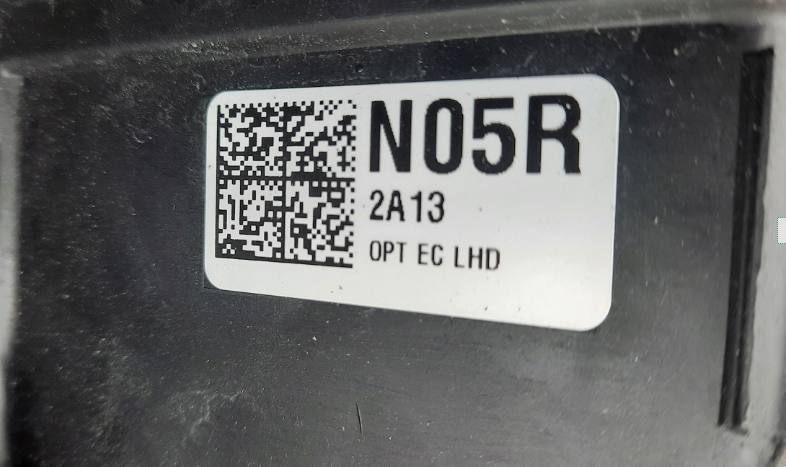 N05R
2A13
OPT EC LHD